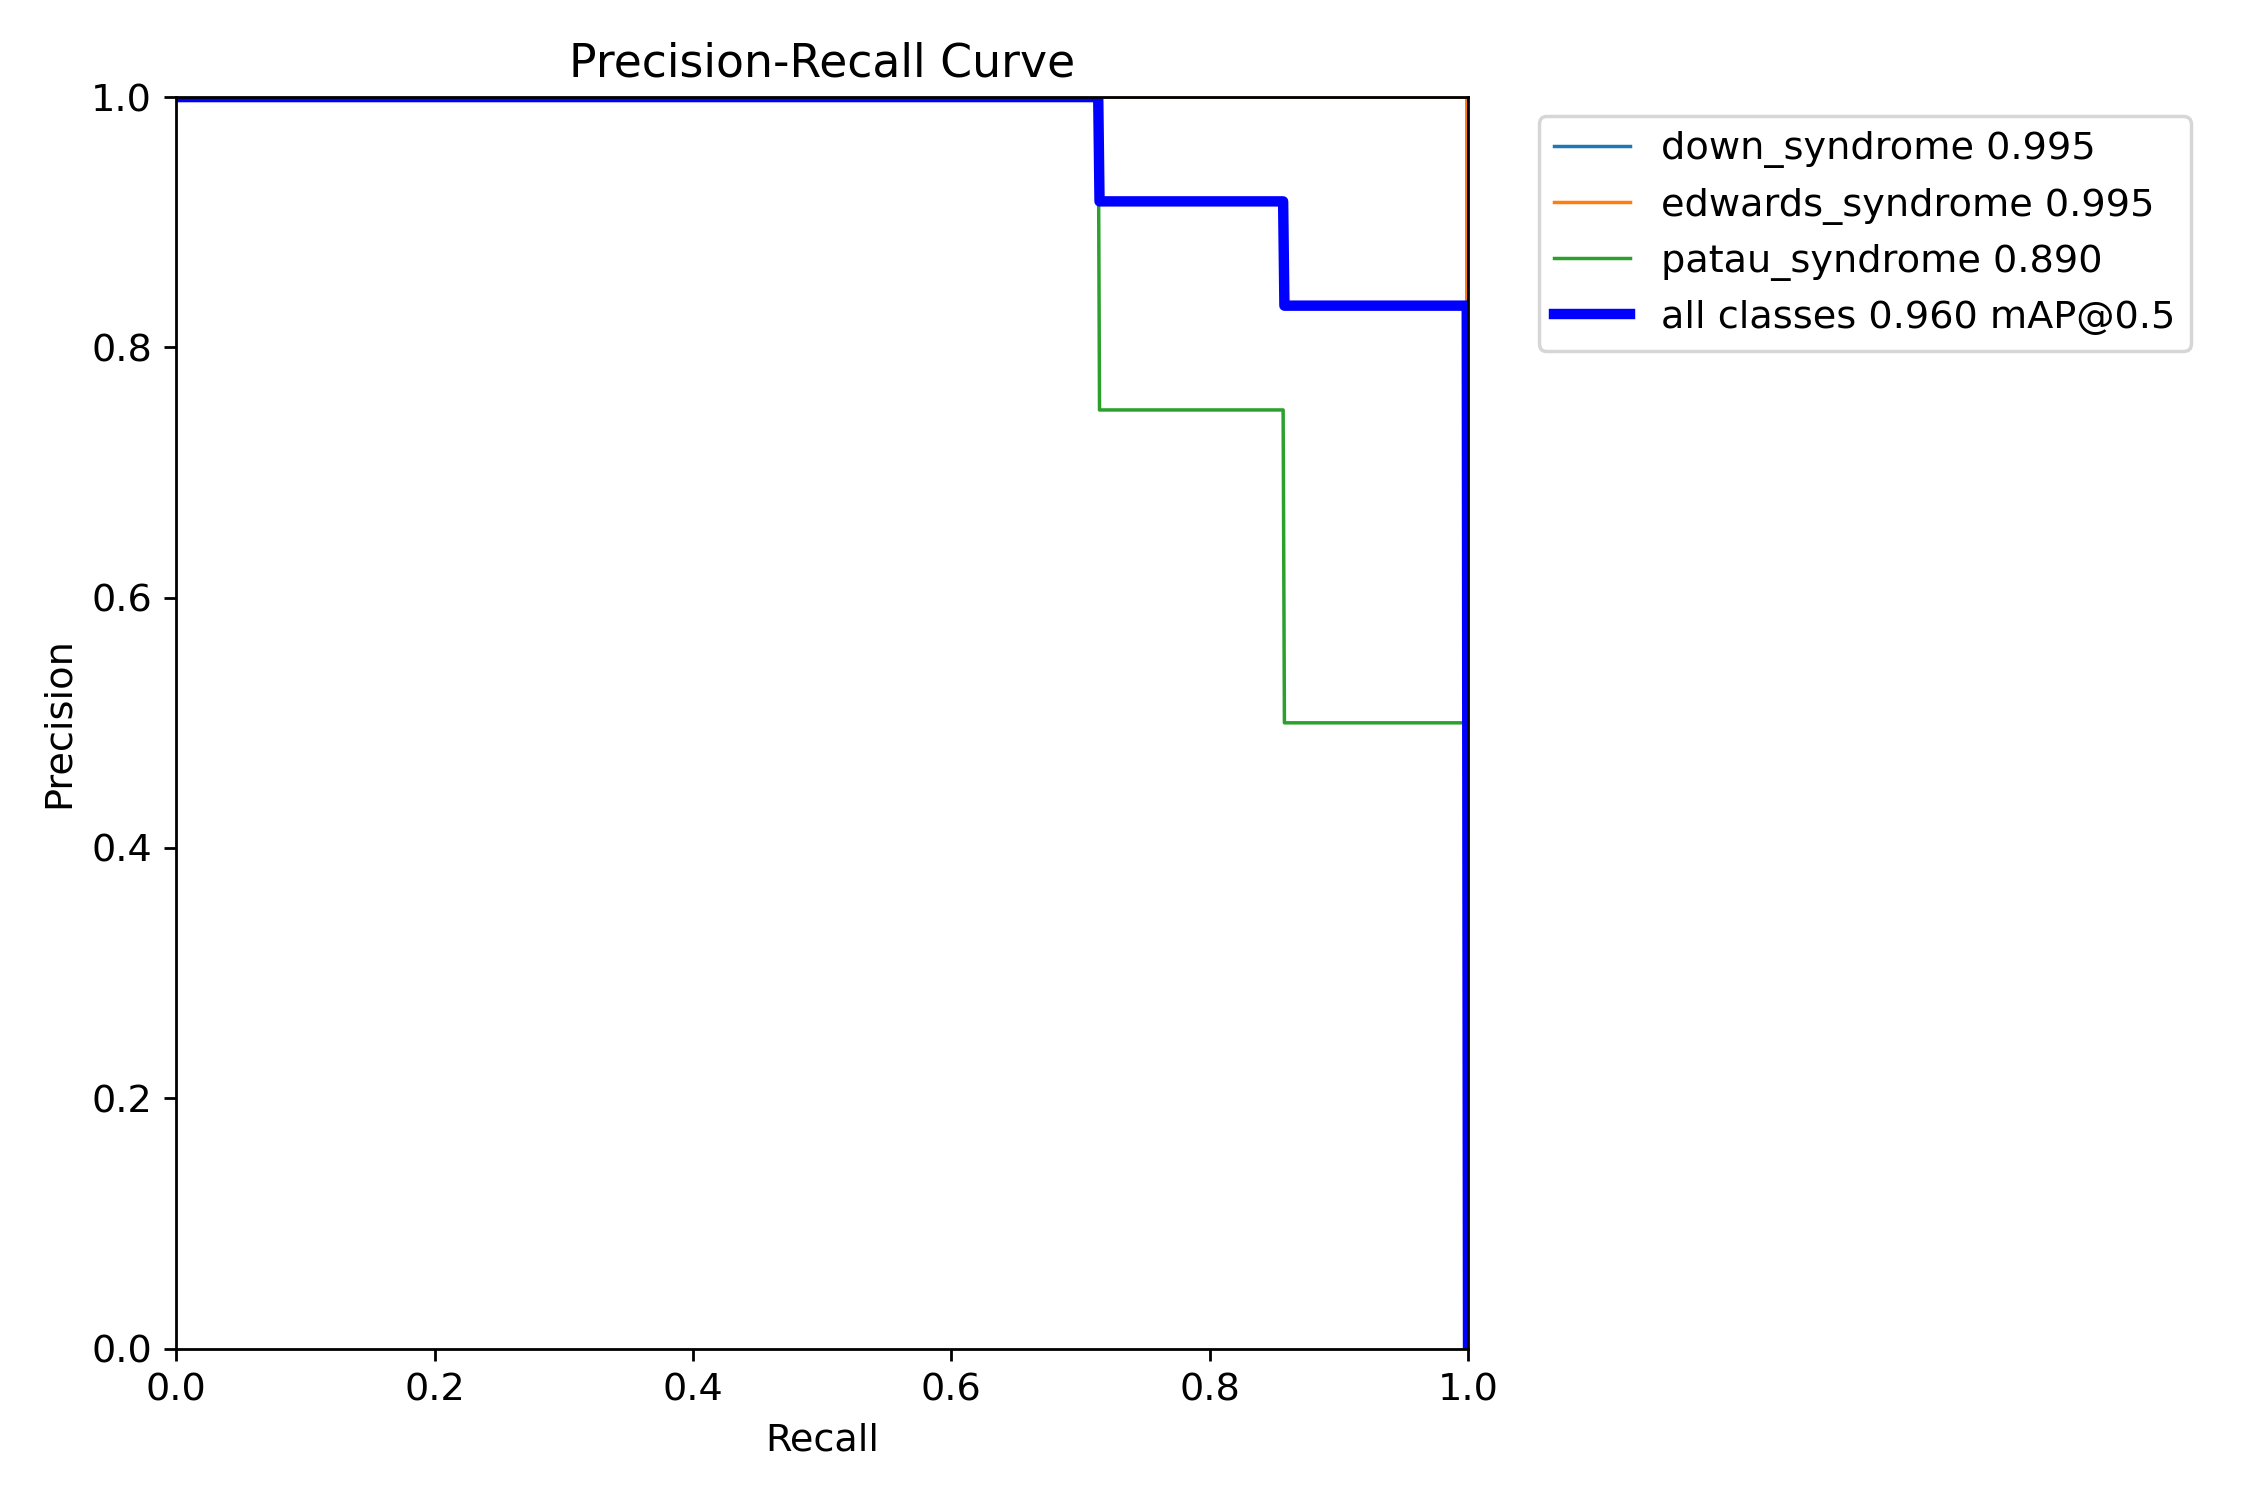 Precision-Recall Curve
1.0
0.8
0.6
0.4
0.2
0.0
Precision
0.0 0.2 0.4 0.6 0.8 1.0
Recall
down_syndrome 0.995
edwards_syndrome 0.995
patau_syndrome 0.890
all classes 0.960 mAP@0.5